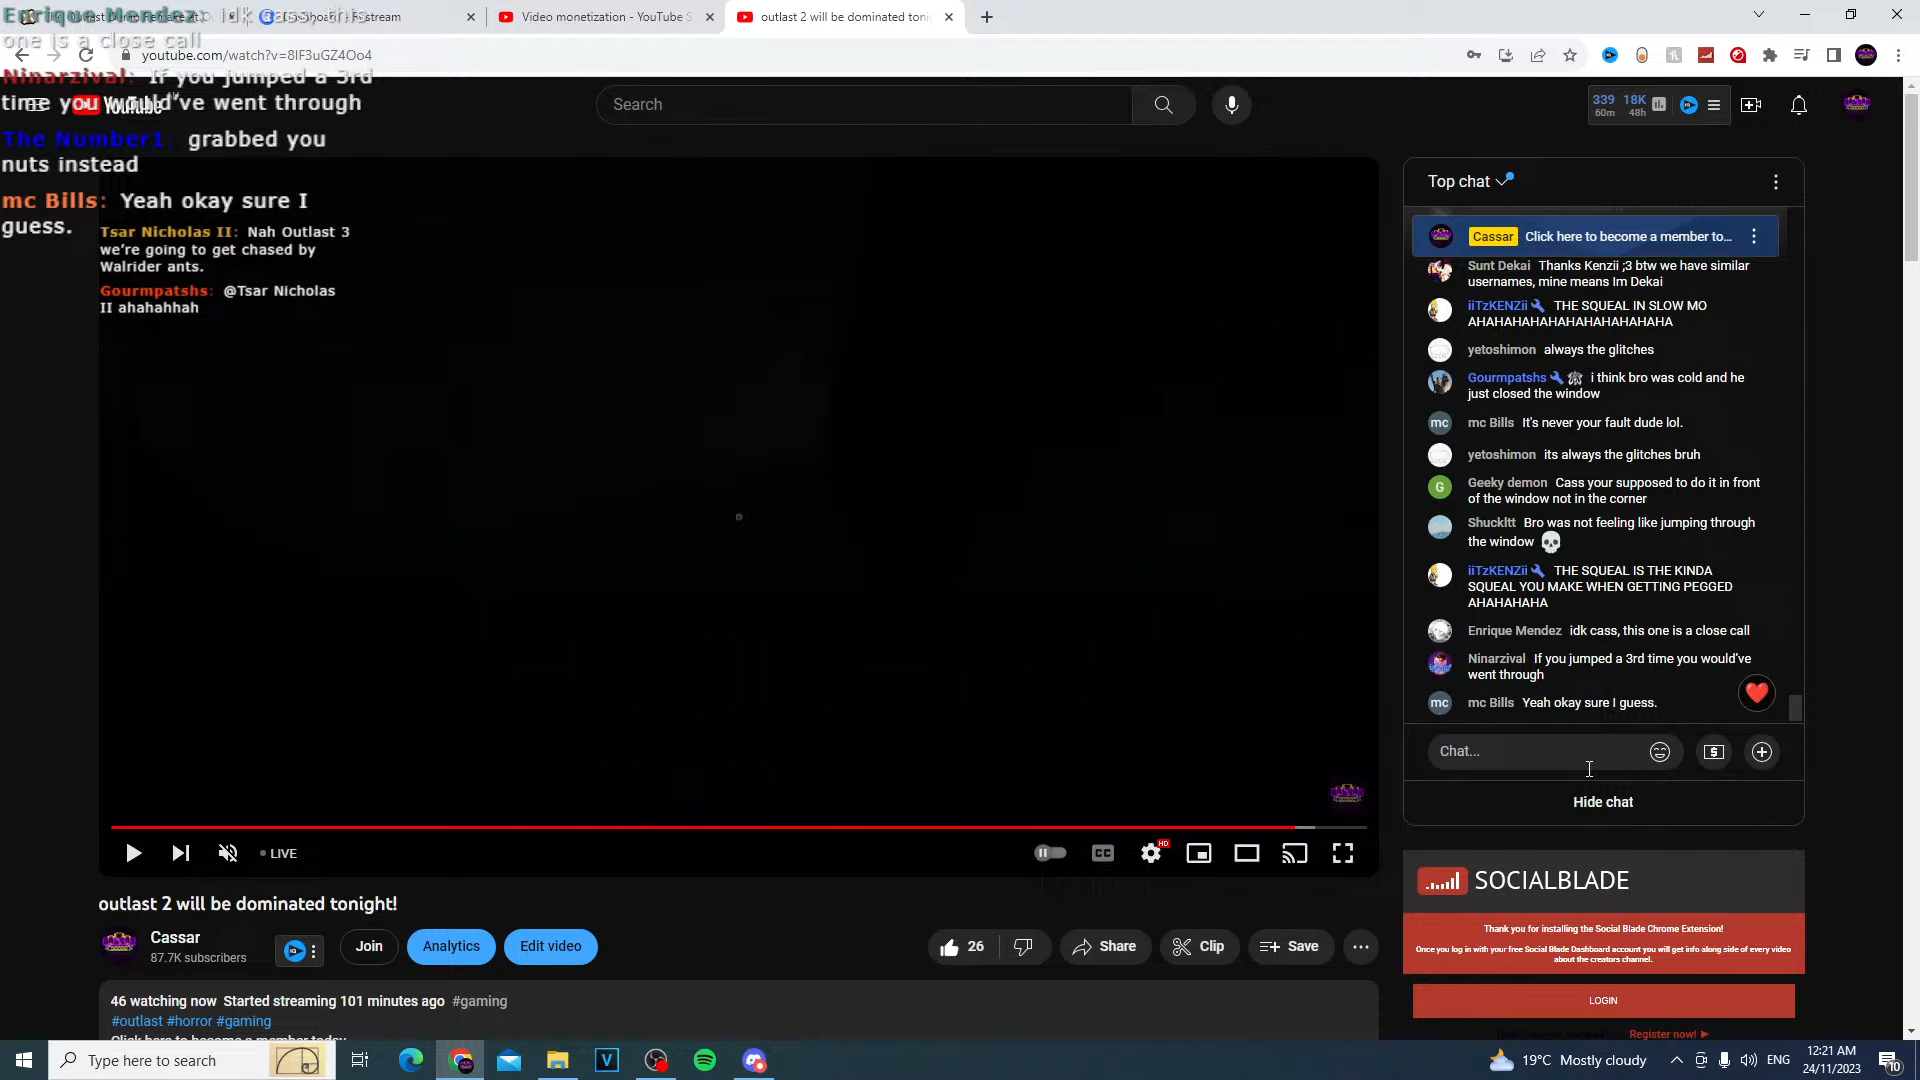 Enrique Mendez: idk cass, this
one is a close call
Ninarzival: If you jumped a 3rd
time you would've went through
The Number1: grabbed you
nuts instead
mc Bills: Yeah okay sure I
guess.
Tsar Nicholas II: Nah Outlast 3
we're going to get chased by
Walrider ants.
Gourmpatshs: @Tsar Nicholas
II ahahahhah
Video monetization - YouTube S
outlast 2 will be dominated toni
youtube.com/watch?v=8lF3uGZ4Oo4
YouTube
Search
339 18K
60m 48h
Top chat
Cassar Click here to become a member to...
Sunt Dekai Thanks Kenzii ;3 btw we have similar
usernames, mine means Im Dekai
iiTzKENZii THE SQUEAL IN SLOW MO
AHAHAHAHAHAHAHAHAHAHA
yetoshimon always the glitches
Gourmpatshs i think bro was cold and he
just closed the window
mc mc Bills It's never your fault dude lol.
yetoshimon its always the glitches bruh
G Geeky demon Cass your supposed to do it in front
of the window not in the corner
Shuckltt Bro was not feeling like jumping through
the window
iiTzKENZii THE SQUEAL IS THE KINDA
SQUEAL YOU MAKE WHEN GETTING PEGGED
AHAHAHAHA
Enrique Mendez idk cass, this one is a close call
Ninarzival If you jumped a 3rd time you would've
went through
mc mc Bills Yeah okay sure I guess.
Chat...
Hide chat
LIVE
CC
HD
outlast 2 will be dominated tonight!
Cassar
87.7K subscribers
Join
Analytics
Edit video
26
Share
Clip
Save
46 watching now Started streaming 101 minutes ago #gaming
#outlast #horror #gaming
Click here to become a member today
SOCIALBLADE
Thank you for installing the Social Blade Chrome Extension!
Once you log in with your free Social Blade Dashboard account you will get info along side of every video
about the creators channel.
LOGIN
Register now!
Type here to search
19°C Mostly cloudy
ENG
12:21 AM
24/11/2023
10